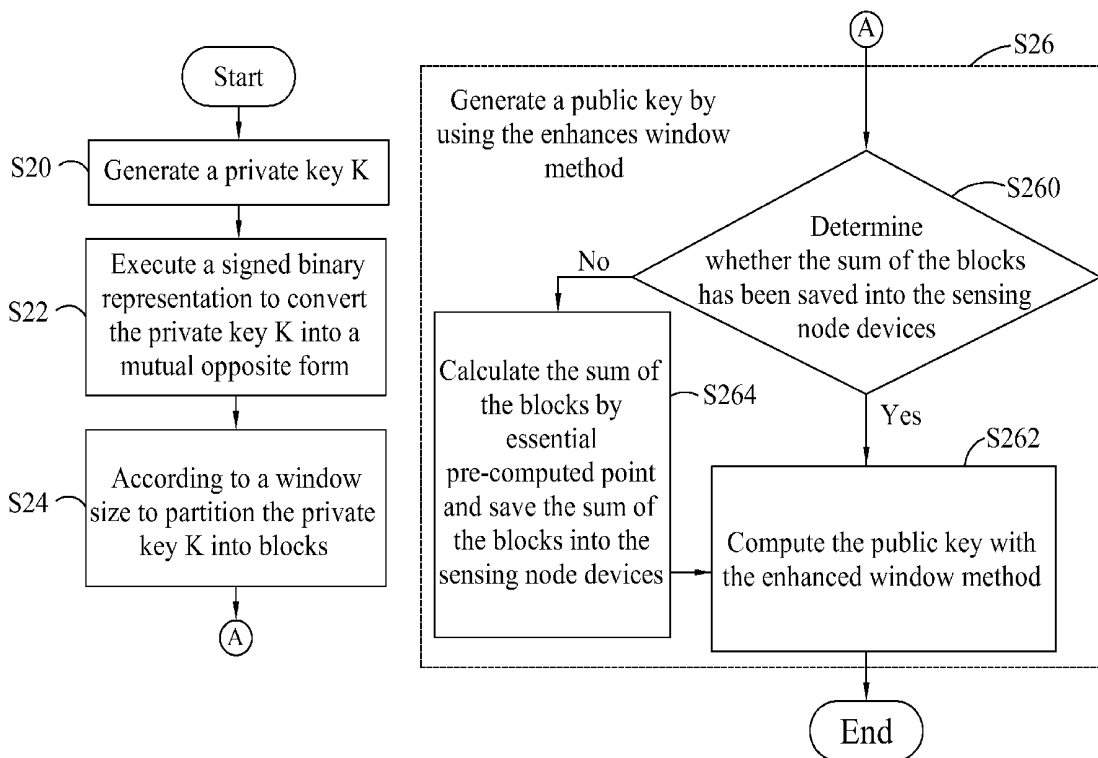 Start
S20
Generate a private key K
S22
Execute a signed binary
representation to convert
the private key K into a
mutual opposite form
S24
According to a window
size to partition the private
key K into blocks
A
A
S26
Generate a public key by
using the enhances window
method
S260
Determine
whether the sum of the blocks
has been saved into the sensing
node devices
No
Yes
S264
Calculate the sum of
the blocks by
essential
pre-computed point
and save the sum of
the blocks into the
sensing node devices
S262
Compute the public key with
the enhanced window method
End